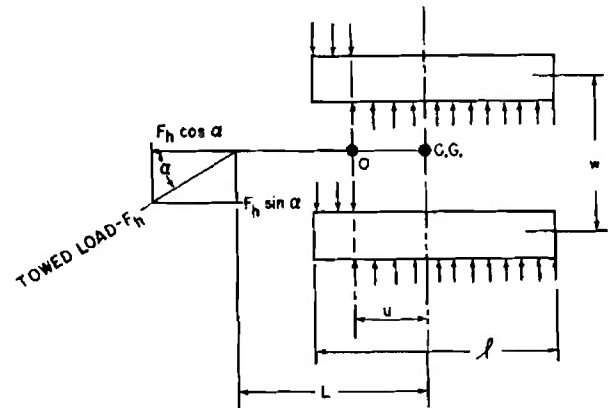 F_h cos α
α
O
C.G.
w
F_h sin α
TOWED LOAD-F_h
u
ℓ
L